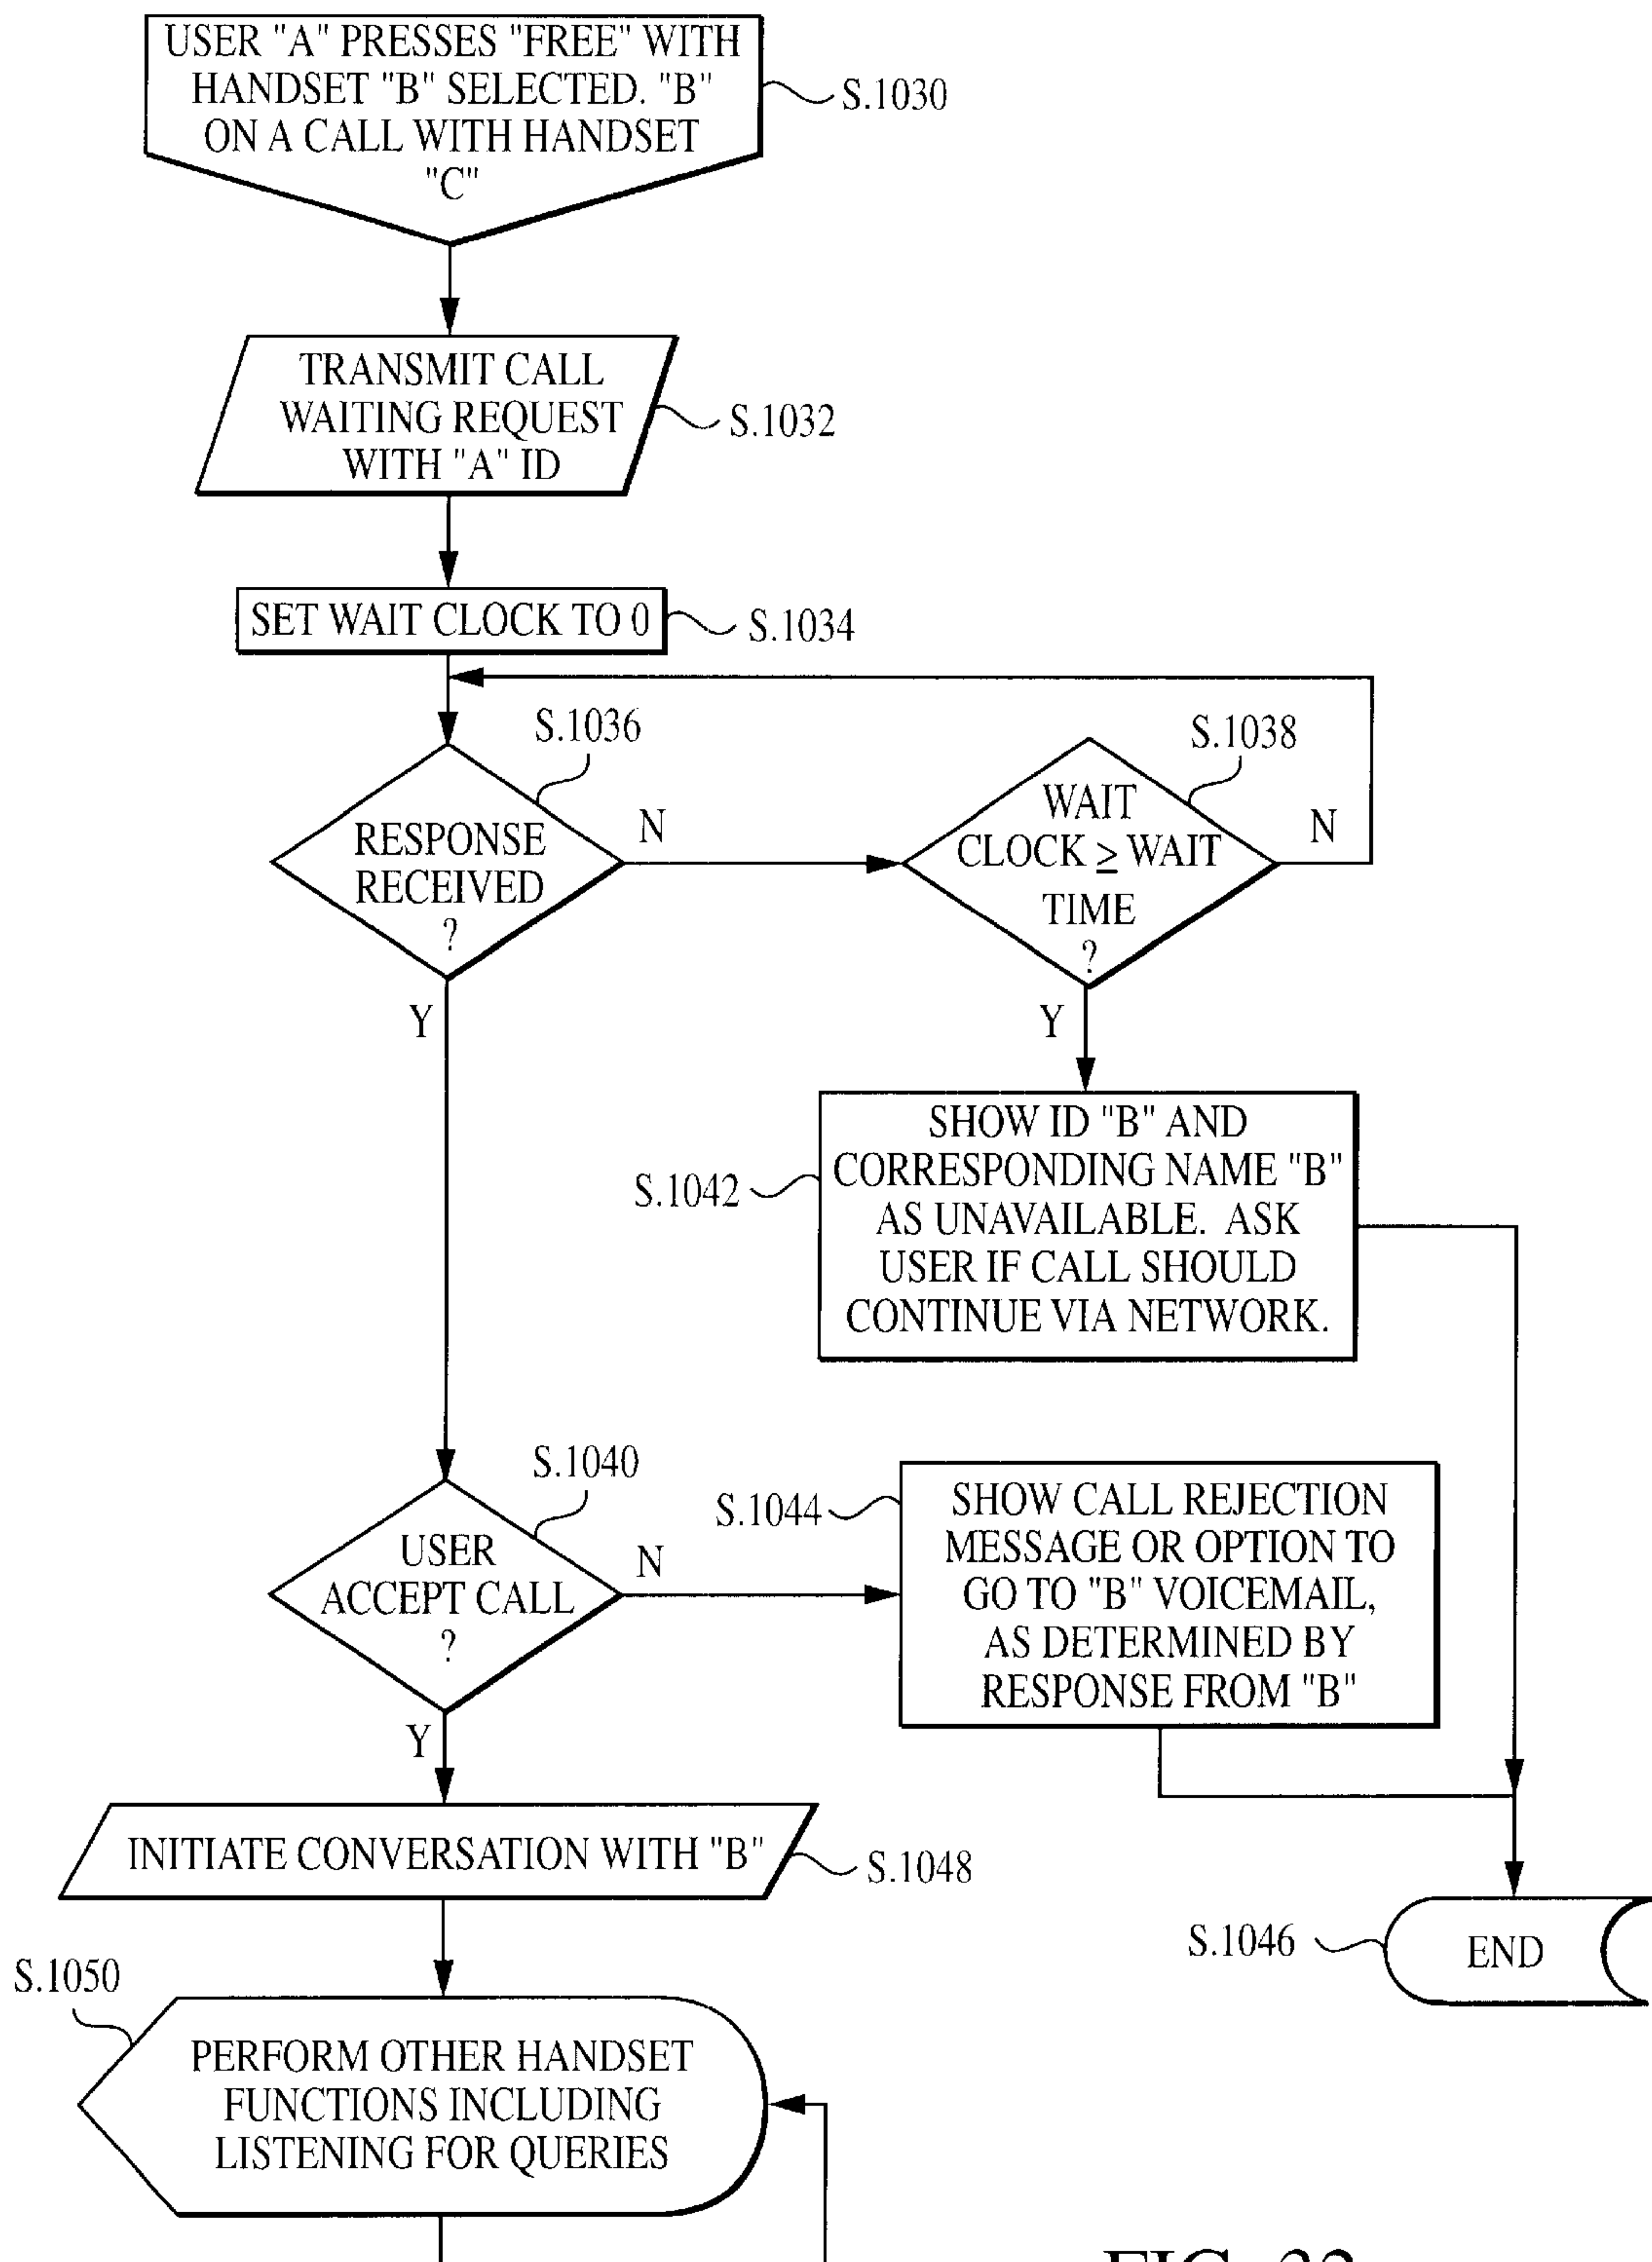 USER "A" PRESSES "FREE" WITH
HANDSET "B" SELECTED. "B"
ON A CALL WITH HANDSET
"C"
S.1030
TRANSMIT CALL
WAITING REQUEST
WITH "A" ID
S.1032
SET WAIT CLOCK TO 0
S.1034
S.1036
RESPONSE
RECEIVED
?
N
Y
S.1038
WAIT
CLOCK ≥ WAIT
TIME
?
N
Y
S.1042
SHOW ID "B" AND
CORRESPONDING NAME "B"
AS UNAVAILABLE. ASK
USER IF CALL SHOULD
CONTINUE VIA NETWORK.
S.1040
USER
ACCEPT CALL
?
N
Y
S.1044
SHOW CALL REJECTION
MESSAGE OR OPTION TO
GO TO "B" VOICEMAIL,
AS DETERMINED BY
RESPONSE FROM "B"
INITIATE CONVERSATION WITH "B"
S.1048
S.1046
END
S.1050
PERFORM OTHER HANDSET
FUNCTIONS INCLUDING
LISTENING FOR QUERIES